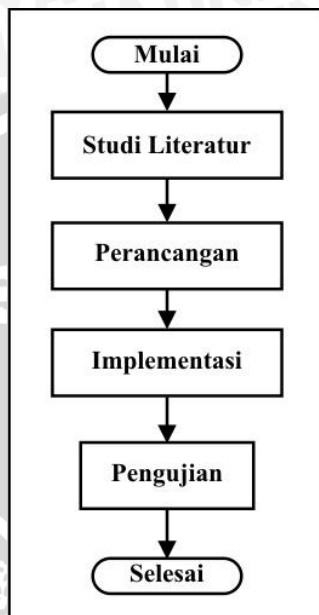 Mulai
Studi Literatur
Perancangan
Implementasi
Pengujian
Selesai